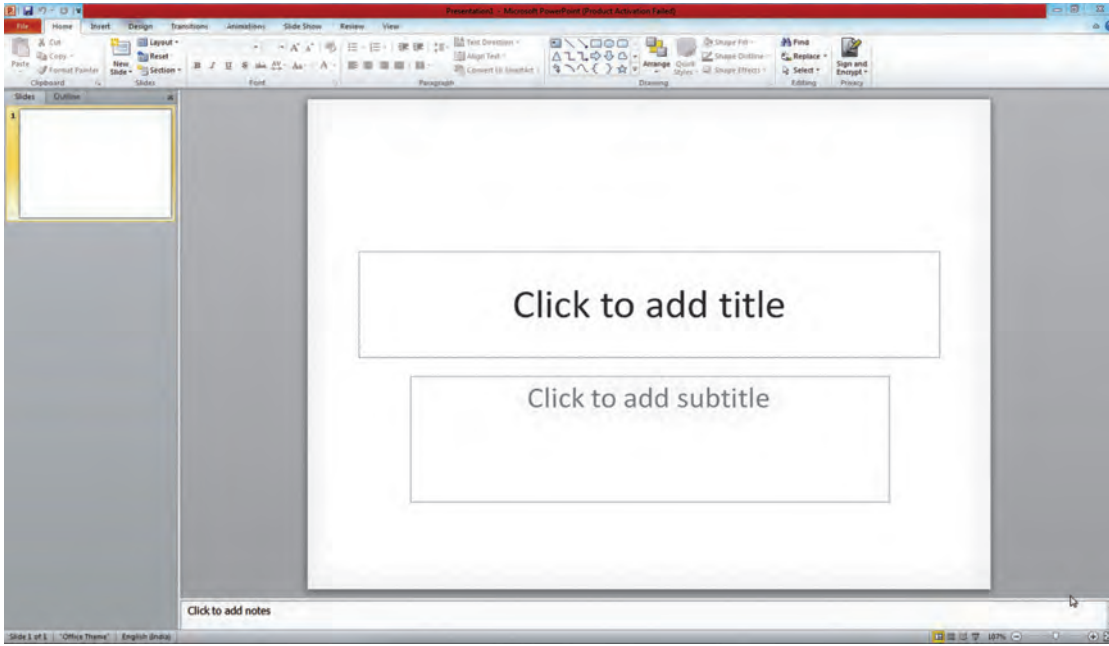 Presentation1 - Microsoft PowerPoint (Product Activation Failed)
File Home Insert Design Transitions Animations Slide Show Review View
Paste
Cut
Copy
Format Painter
Clipboard
New Slide
Layout
Reset
Section
Slides
B I U S abc AV Aa A
Font
Text Direction
Align Text
Convert to SmartArt
Paragraph
Arrange
Quick Styles
Shape Fill
Shape Outline
Shape Effects
Drawing
Find
Replace
Select
Editing
Sign and Encrypt
Privacy
Slides Outline
1
Click to add title
Click to add subtitle
Click to add notes
Slide 1 of 1 "Office Theme" English (India) 107%